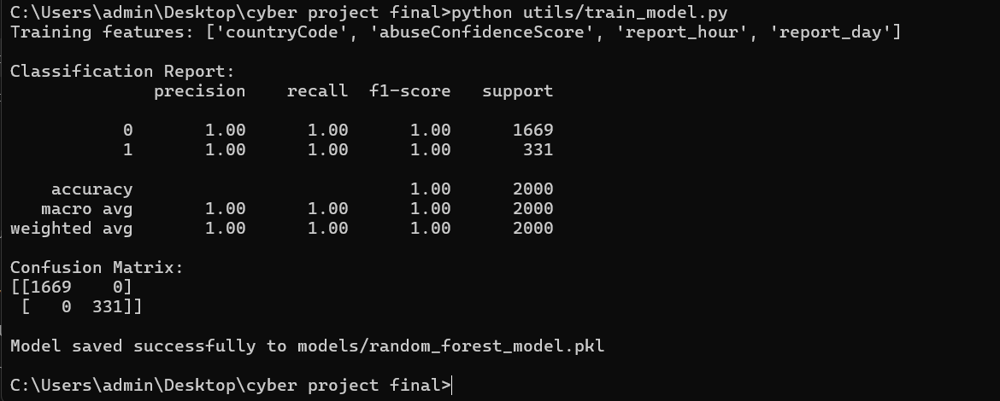 C:\Users\admin\Desktop\cyber project final>python utils/train_model.py
Training features: ['countryCode', 'abuseConfidenceScore', 'report_hour', 'report_day']
Classification Report:
precision recall f1-score support
0 1.00 1.00 1.00 1669
1 1.00 1.00 1.00 331
accuracy 1.00 2000
macro avg 1.00 1.00 1.00 2000
weighted avg 1.00 1.00 1.00 2000
Confusion Matrix:
[[1669 0]
[ 0 331]]
Model saved successfully to models/random_forest_model.pkl
C:\Users\admin\Desktop\cyber project final>